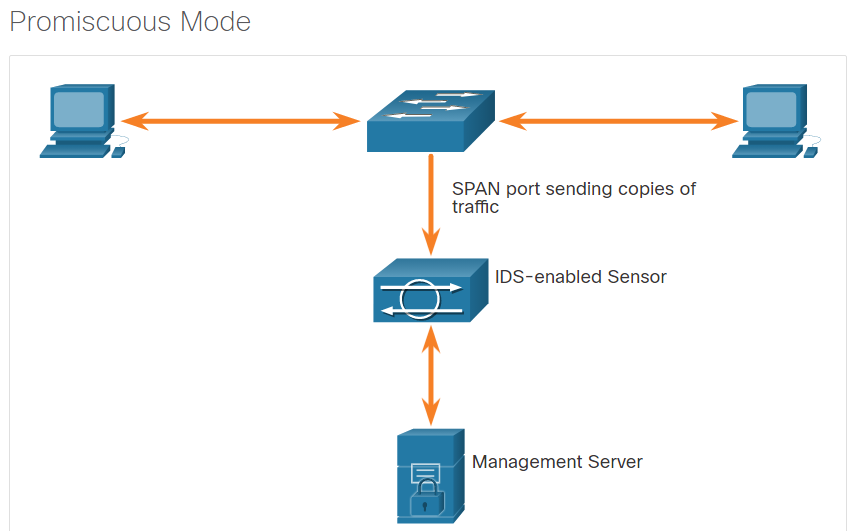 Promiscuous Mode
SPAN port sending copies of
traffic
IDS-enabled Sensor
Management Server